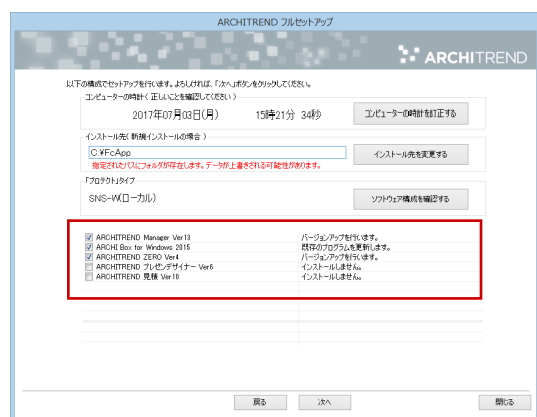 ARCHITREND フルセットアップ
ARCHITREND
以下の構成でセットアップを行います。よろしければ、「次へ」ボタンをクリックしてください。
コンピューターの時計( 正しいことを確認してください )
2017年07月03日(月) 15時21分 34秒 コンピューターの時計を訂正する
インストール先( 新規インストールの場合 )
C:¥FcApp インストール先を変更する
指定されたパスにフォルダが存在します。データが上書きされる可能性があります。
「プロテクト」タイプ
SNS-W(ローカル) ソフトウェア構成を確認する
ARCHITREND Manager Ver13 バージョンアップを行います。
ARCHI Box for Windows 2015 既存のプログラムを更新します。
ARCHITREND ZERO Ver4 バージョンアップを行います。
ARCHITREND プレゼンデザイナー Ver6 インストールしません。
ARCHITREND 見積 Ver10 インストールしません。
戻る 次へ 閉じる